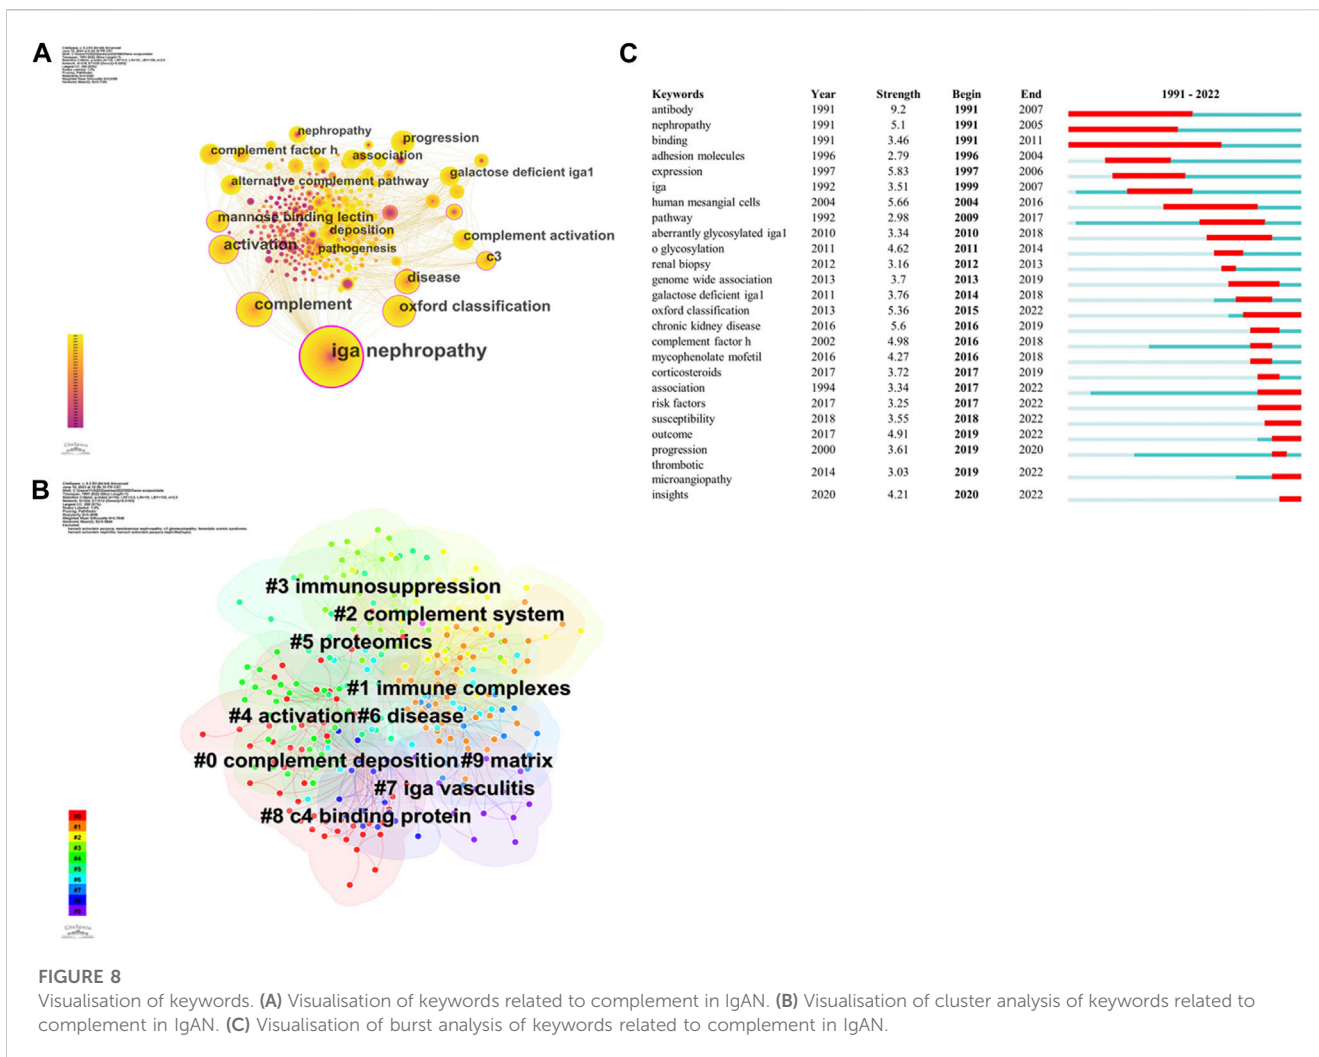 A
nephropathy
progression
complement factor h
association
galactose deficient iga1
alternative complement pathway
mannose binding lectin
deposition
complement activation
activation
pathogenesis
c3
disease
complement
oxford classification
iga nephropathy
CiteSpace
B
#3 immunosuppression
#2 complement system
#5 proteomics
#1 immune complexes
#4 activation #6 disease
#0 complement deposition #9 matrix
#7 iga vasculitis
#8 c4 binding protein
#0
#1
#2
#3
#4
#5
#6
#7
#8
#9
CiteSpace
C
Keywords Year Strength Begin End 1991 - 2022
antibody 1991 9.2 1991 2007
nephropathy 1991 5.1 1991 2005
binding 1991 3.46 1991 2011
adhesion molecules 1996 2.79 1996 2004
expression 1997 5.83 1997 2006
iga 1992 3.51 1999 2007
human mesangial cells 2004 5.66 2004 2016
pathway 1992 2.98 2009 2017
aberrantly glycosylated iga1 2010 3.34 2010 2018
o glycosylation 2011 4.62 2011 2014
renal biopsy 2012 3.16 2012 2013
genome wide association 2013 3.7 2013 2019
galactose deficient iga1 2011 3.76 2014 2018
oxford classification 2013 5.36 2015 2022
chronic kidney disease 2016 5.6 2016 2019
complement factor h 2002 4.98 2016 2018
mycophenolate mofetil 2016 4.27 2016 2018
corticosteroids 2017 3.72 2017 2019
association 1994 3.34 2017 2022
risk factors 2017 3.25 2017 2022
susceptibility 2018 3.55 2018 2022
outcome 2017 4.91 2019 2022
progression 2000 3.61 2019 2020
thrombotic
microangiopathy 2014 3.03 2019 2022
insights 2020 4.21 2020 2022
FIGURE 8
Visualisation of keywords. (A) Visualisation of keywords related to complement in IgAN. (B) Visualisation of cluster analysis of keywords related to
complement in IgAN. (C) Visualisation of burst analysis of keywords related to complement in IgAN.